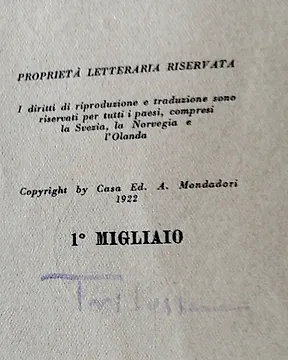 PROPRIETÀ LETTERARIA RISERVATA
I diritti di riproduzione e traduzione sono
riservati per tutti i paesi, compresi
la Svezia, la Norvegia e
l'Olanda
Copyright by Casa Ed. A. Mondadori
1922
1° MIGLIAIO